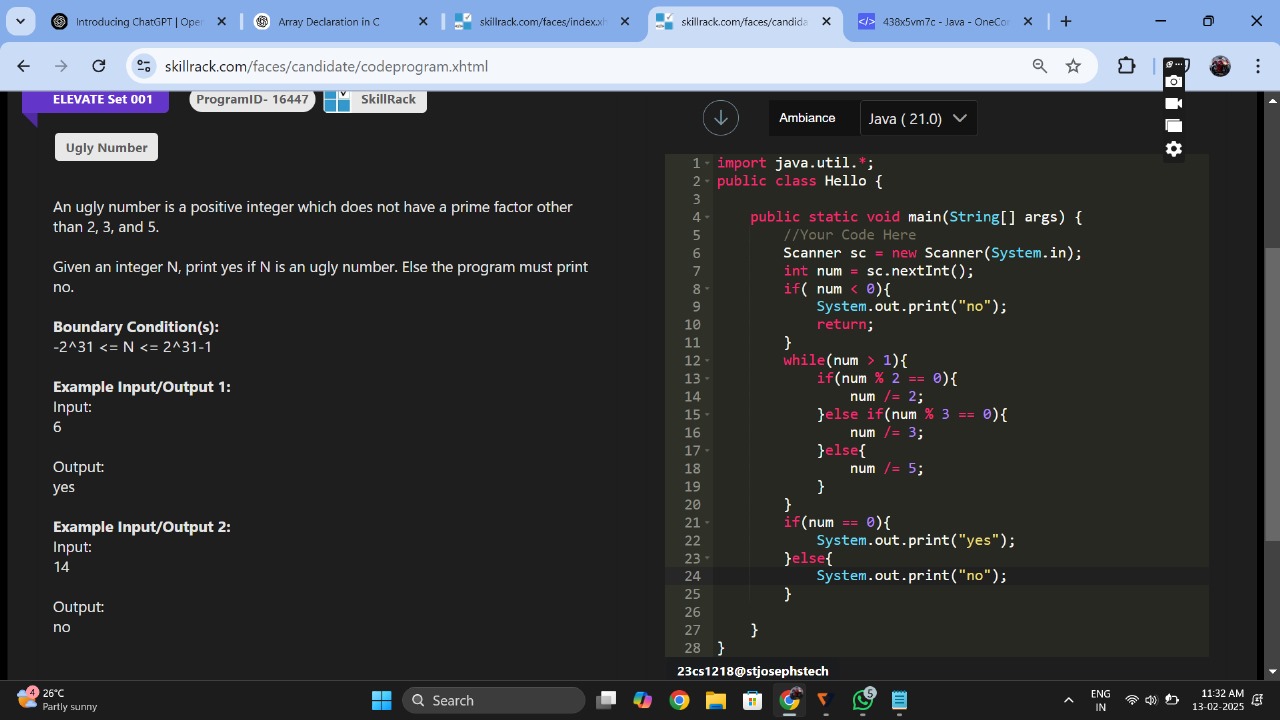 Introducing ChatGPT | Oper
Array Declaration in C
skillrack.com/faces/index.xh
skillrack.com/faces/candida
438x5vm7c - Java - OneCor
skillrack.com/faces/candidate/codeprogram.xhtml
ELEVATE Set 001
ProgramID- 16447
SkillRack
Ugly Number
An ugly number is a positive integer which does not have a prime factor other
than 2, 3, and 5.
Given an integer N, print yes if N is an ugly number. Else the program must print
no.
Boundary Condition(s):
-2^31 <= N <= 2^31-1
Example Input/Output 1:
Input:
6
Output:
yes
Example Input/Output 2:
Input:
14
Output:
no
Ambiance
Java ( 21.0)
1 import java.util.*;
2 public class Hello {
3
4     public static void main(String[] args) {
5         //Your Code Here
6         Scanner sc = new Scanner(System.in);
7         int num = sc.nextInt();
8         if( num < 0){
9             System.out.print("no");
10             return;
11         }
12         while(num > 1){
13             if(num % 2 == 0){
14                 num /= 2;
15             }else if(num % 3 == 0){
16                 num /= 3;
17             }else{
18                 num /= 5;
19             }
20         }
21         if(num == 0){
22             System.out.print("yes");
23         }else{
24             System.out.print("no");
25         }
26
27     }
28 }
23cs1218@stjosephstech
4
26°C
Partly sunny
Search
5
ENG
IN
11:32 AM
13-02-2025